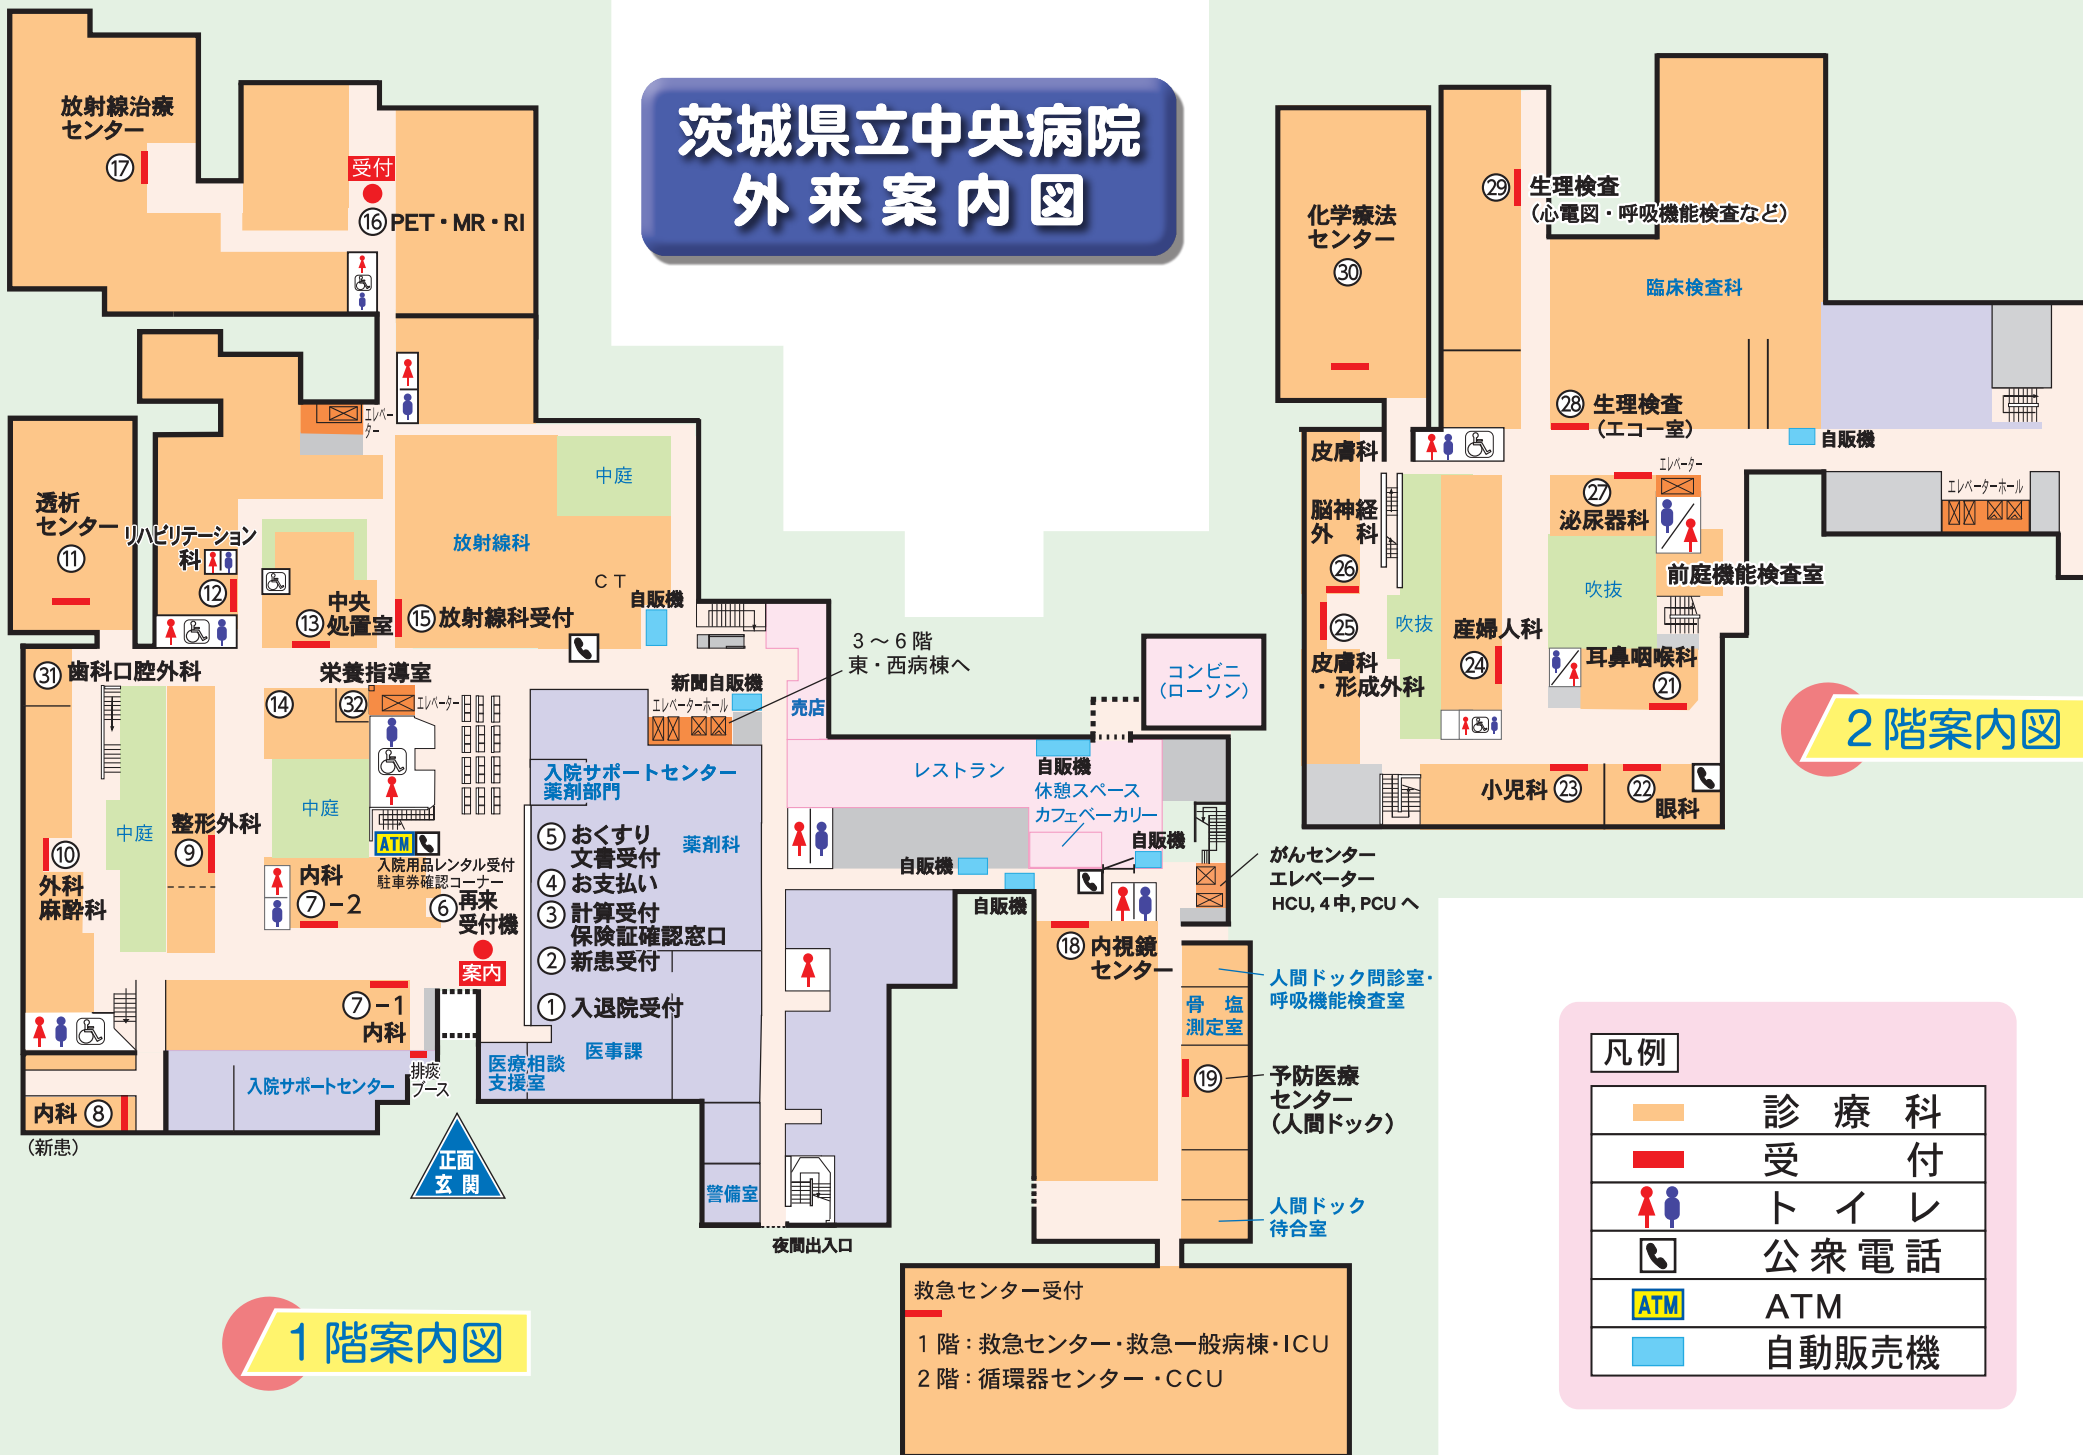 茨城県立中央病院
外来案内図
放射線治療
センター
⑰
受付
⑯PET・MR・RI
エレベーター
透析
センター
⑪
リハビリテーション
科
⑫
中央
⑬処置室
放射線科
中庭
CT
自販機
⑮放射線科受付
㉛歯科口腔外科
栄養指導室
⑭
㉜
エレベーター
新聞自販機
エレベーターホール
3〜6階
東・西病棟へ
売店
コンビニ
(ローソン)
中庭
中庭
整形外科
⑨
⑩
外科
麻酔科
ATM
入院用品レンタル受付
駐車券確認コーナー
内科
⑦-2
⑥再来
受付機
案内
入院サポートセンター
薬剤部門
⑤おくすり
文書受付
④お支払い
③計算受付
保険証確認窓口
②新患受付
①入退院受付
薬剤科
医事課
医療相談
支援室
⑦-1
内科
排痰
ブース
入院サポートセンター
内科⑧
(新患)
正面
玄関
警備室
夜間出入口
レストラン
自販機
休憩スペース
カフェベーカリー
自販機
自販機
自販機
がんセンター
エレベーター
HCU, 4中, PCUへ
⑱内視鏡
センター
人間ドック問診室・
呼吸機能検査室
骨塩
測定室
⑲
予防医療
センター
(人間ドック)
人間ドック
待合室
救急センター受付
1階：救急センター・救急一般病棟・ICU
2階：循環器センター・CCU
1階案内図
化学療法
センター
㉚
㉙生理検査
(心電図・呼吸機能検査など)
臨床検査科
㉘生理検査
(エコー室)
自販機
皮膚科
脳神経
外科
㉖
㉕
皮膚科
・形成外科
吹抜
産婦人科
㉔
㉗
泌尿器科
エレベーター
エレベーターホール
吹抜
前庭機能検査室
耳鼻咽喉科
㉑
小児科㉓
㉒
眼科
2階案内図
凡例
診療科
受付
トイレ
公衆電話
ATM ATM
自動販売機